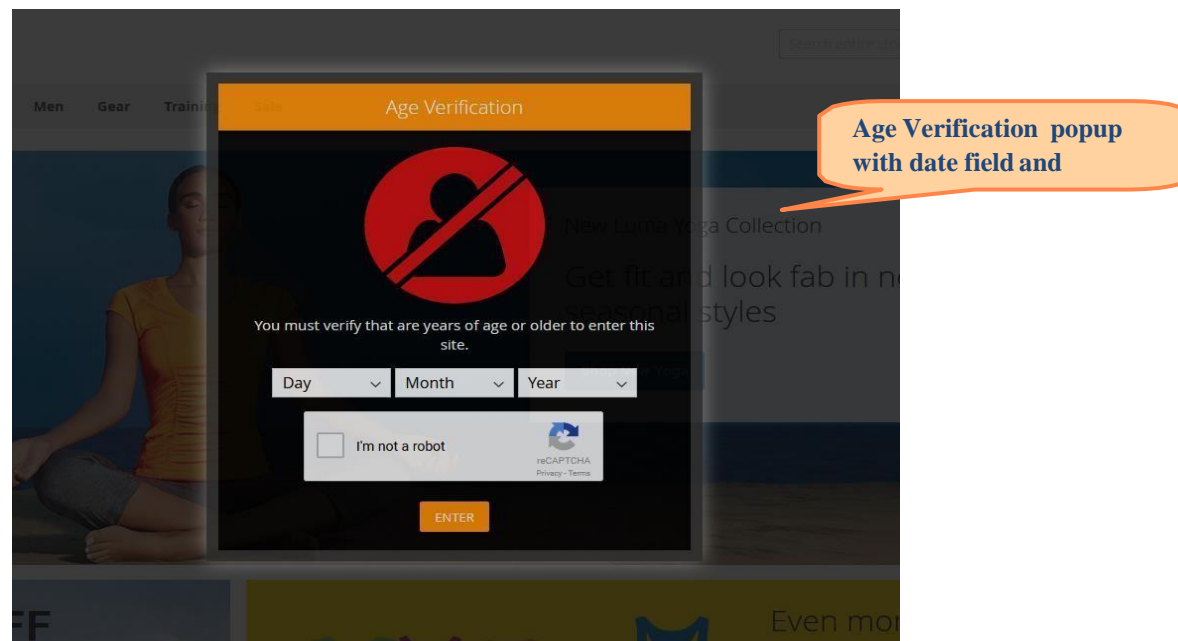 Men Gear Training Sale
Age Verification
Age Verification popup
with date field and
New Luma Yoga Collection
Get fit and look fab in ne
seasonal styles
You must verify that are years of age or older to enter this
site.
Day Month Year
I'm not a robot
reCAPTCHA
Privacy - Terms
ENTER
FF
Even mor